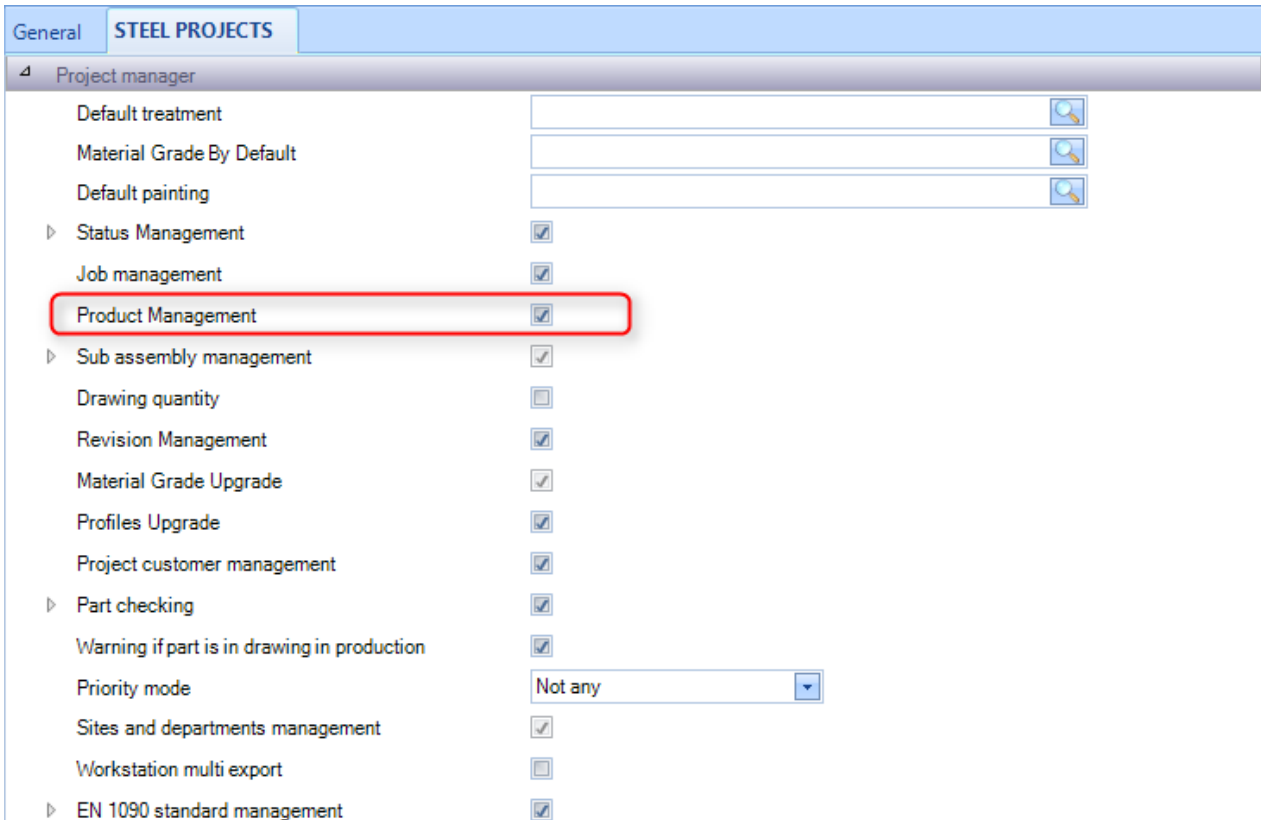 General STEEL PROJECTS
Project manager
Default treatment
Material Grade By Default
Default painting
Status Management
Job management
Product Management
Sub assembly management
Drawing quantity
Revision Management
Material Grade Upgrade
Profiles Upgrade
Project customer management
Part checking
Warning if part is in drawing in production
Priority mode Not any
Sites and departments management
Workstation multi export
EN 1090 standard management